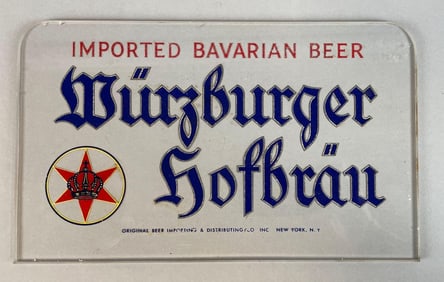 IMPORTED BAVARIAN BEER
Würzburger
Hofbräu
ORIGINAL BEER IMPORTING & DISTRIBUTING CO. INC. NEW YORK, N.Y.